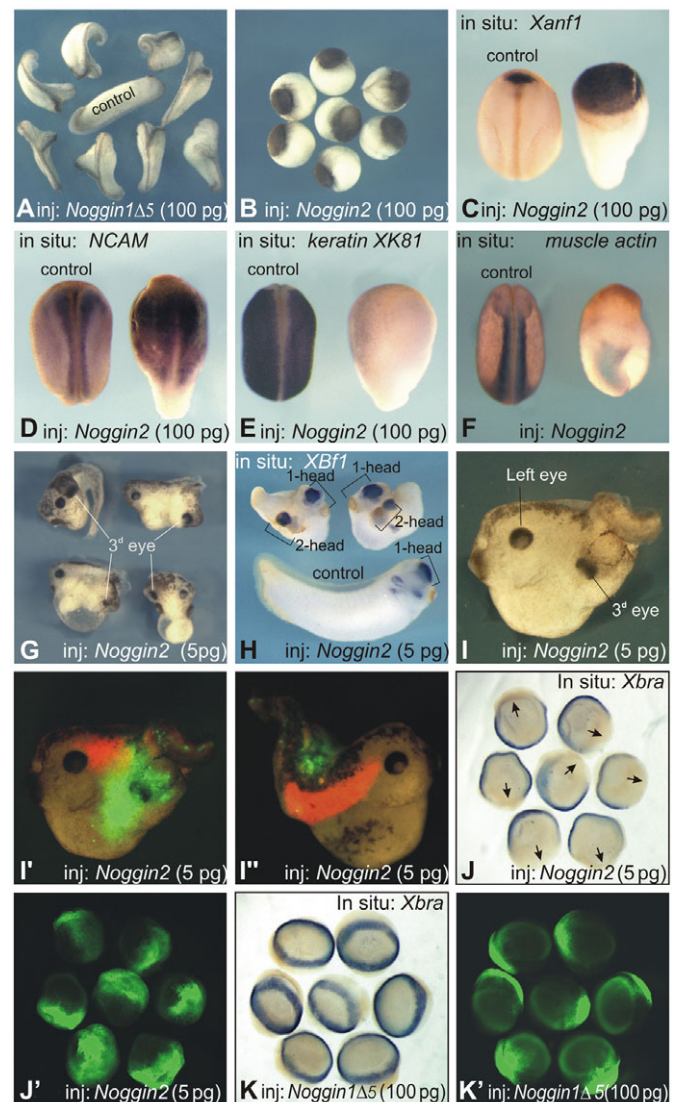 control
A inj: Noggin1Δ5 (100 pg)
B inj: Noggin2 (100 pg)
in situ: Xanf1
control
C inj: Noggin2 (100 pg)
in situ: NCAM
control
D inj: Noggin2 (100 pg)
in situ: keratin XK81
control
E inj: Noggin2 (100 pg)
in situ: muscle actin
control
F inj: Noggin2
3ᵈ eye
G inj: Noggin2 (5pg)
in situ: XBf1
1-head
1-head
2-head
2-head
control
1-head
H inj: Noggin2 (5 pg)
Left eye
3ᵈ eye
I inj: Noggin2 (5 pg)
I' inj: Noggin2 (5 pg)
I" inj: Noggin2 (5 pg)
In situ: Xbra
J inj: Noggin2 (5 pg)
J' inj: Noggin2 (5 pg)
In situ: Xbra
K inj: Noggin1Δ5 (100 pg)
K' inj: Noggin1Δ 5(100 pg)